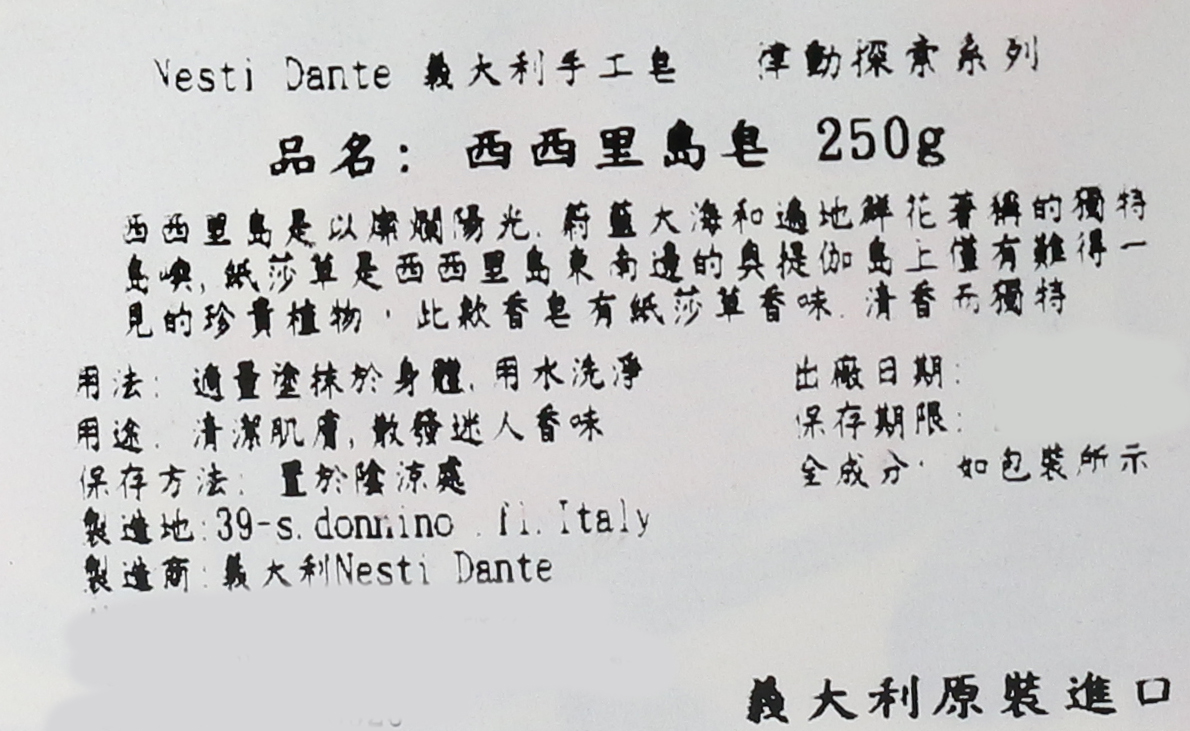 Nesti Dante 義大利手工皂 律動探索系列
品名: 西西里島皂 250g
西西里島是以燦爛陽光.蔚藍大海和遍地鮮花著稱的獨特
島嶼,紙莎草是西西里島東南邊的奧提伽島上僅有難得一
見的珍貴植物,此款香皂有紙莎草香味.清香而獨特
用法: 適量塗抹於身體.用水洗淨
出廠日期:
用途. 清潔肌膚,散發迷人香味
保存期限:
保存方法: 置於陰涼處
全成分. 如包裝所示
製造地:39-s.donnino .fi.Italy
製造商:義大利Nesti Dante
義大利原裝進口